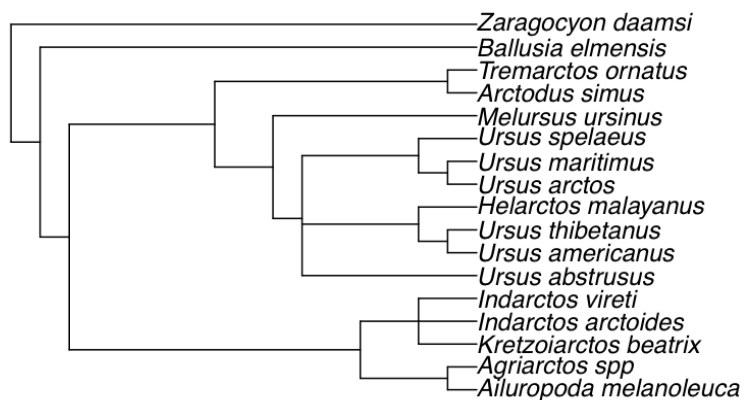 Zaragocyon daamsi
Ballusia elmensis
Tremarctos ornatus
Arctodus simus
Melursus ursinus
Ursus spelaeus
Ursus maritimus
Ursus arctos
Helarctos malayanus
Ursus thibetanus
Ursus americanus
Ursus abstrusus
Indarctos vireti
Indarctos arctoides
Kretzoiarctos beatrix
Agriarctos spp
Ailuropoda melanoleuca